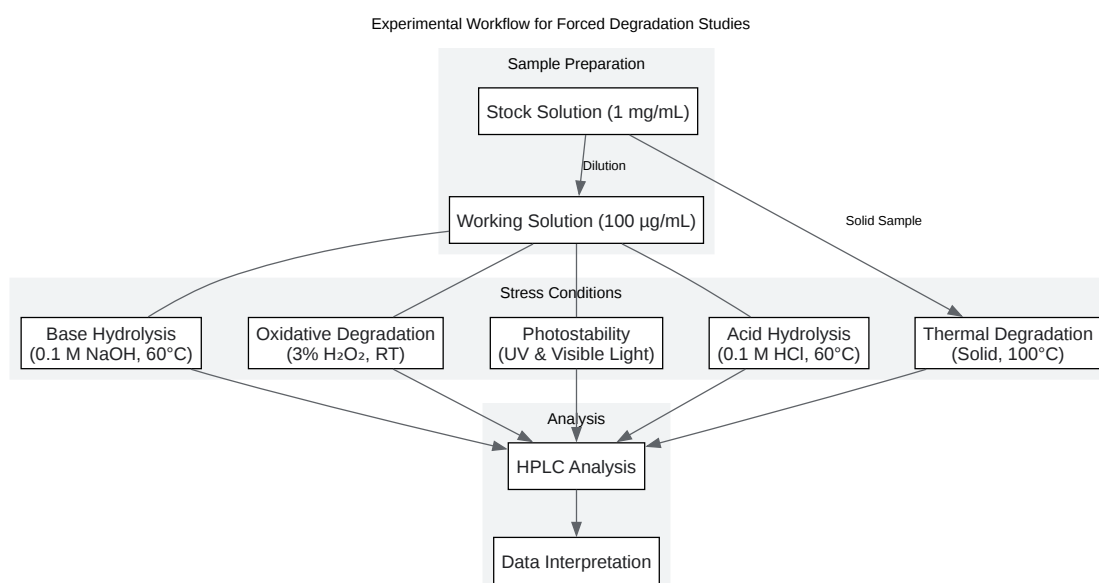 Experimental Workflow for Forced Degradation Studies
Sample Preparation
Stock Solution (1 mg/mL)
Dilution
Working Solution (100 µg/mL)
Solid Sample
Stress Conditions
Base Hydrolysis
(0.1 M NaOH, 60°C)
Oxidative Degradation
(3% H₂O₂, RT)
Photostability
(UV & Visible Light)
Acid Hydrolysis
(0.1 M HCl, 60°C)
Thermal Degradation
(Solid, 100°C)
Analysis
HPLC Analysis
Data Interpretation